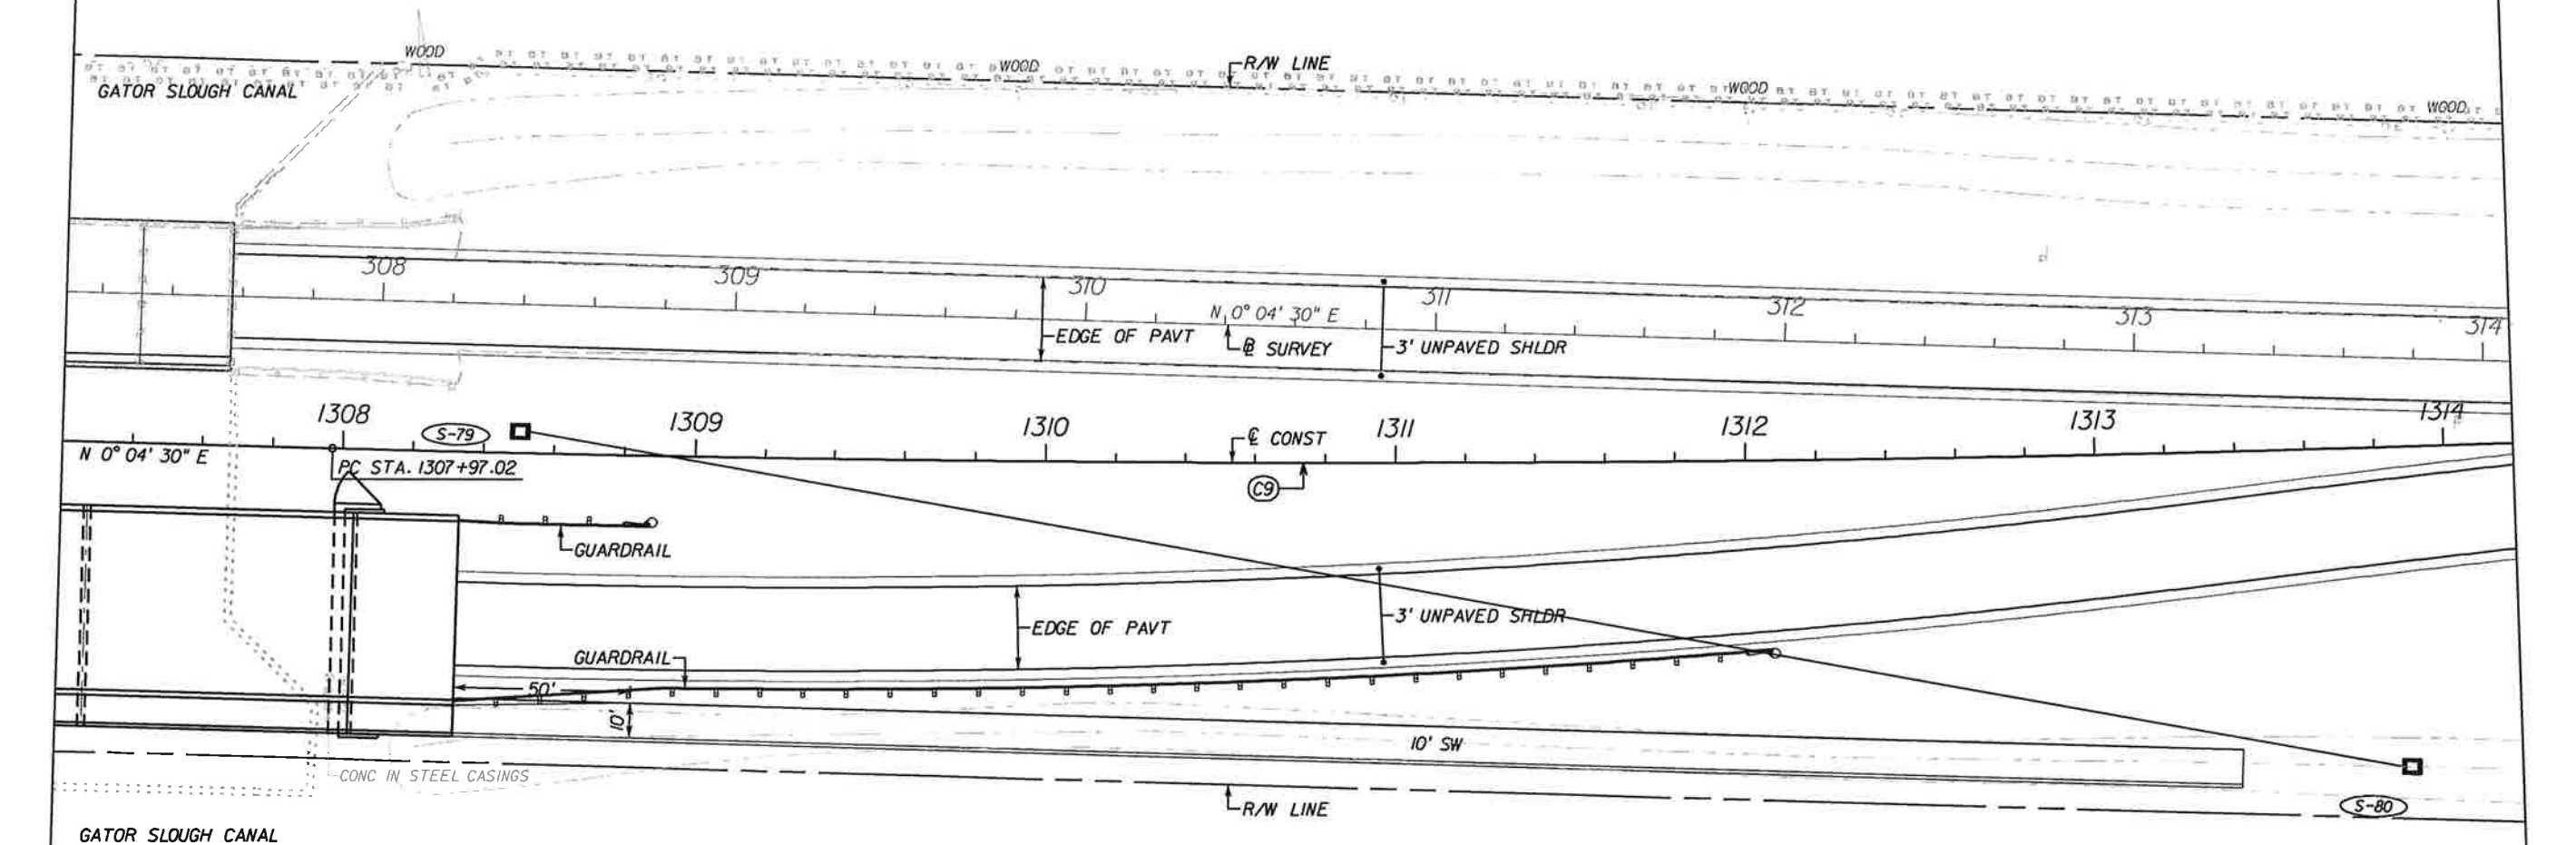 WOOD
WOOD
R/W LINE
WOOD
WOOD
GATOR SLOUGH CANAL
308
309
310
311
312
313
314
N 0° 04' 30" E
EDGE OF PAVT
℄ SURVEY
3' UNPAVED SHLDR
1308
1309
1310
1311
1312
1313
1314
S-79
℄ CONST
N 0° 04' 30" E
PC STA. 1307+97.02
C9
GUARDRAIL
3' UNPAVED SHLDR
EDGE OF PAVT
GUARDRAIL
50'
10'
10' SW
CONC IN STEEL CASINGS
R/W LINE
S-80
GATOR SLOUGH CANAL